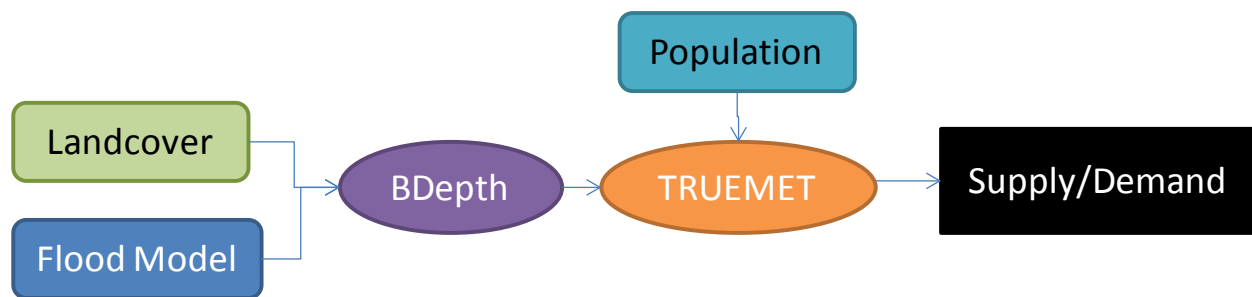 Population
Landcover
BDepth
TRUEMET
Supply/Demand
Flood Model